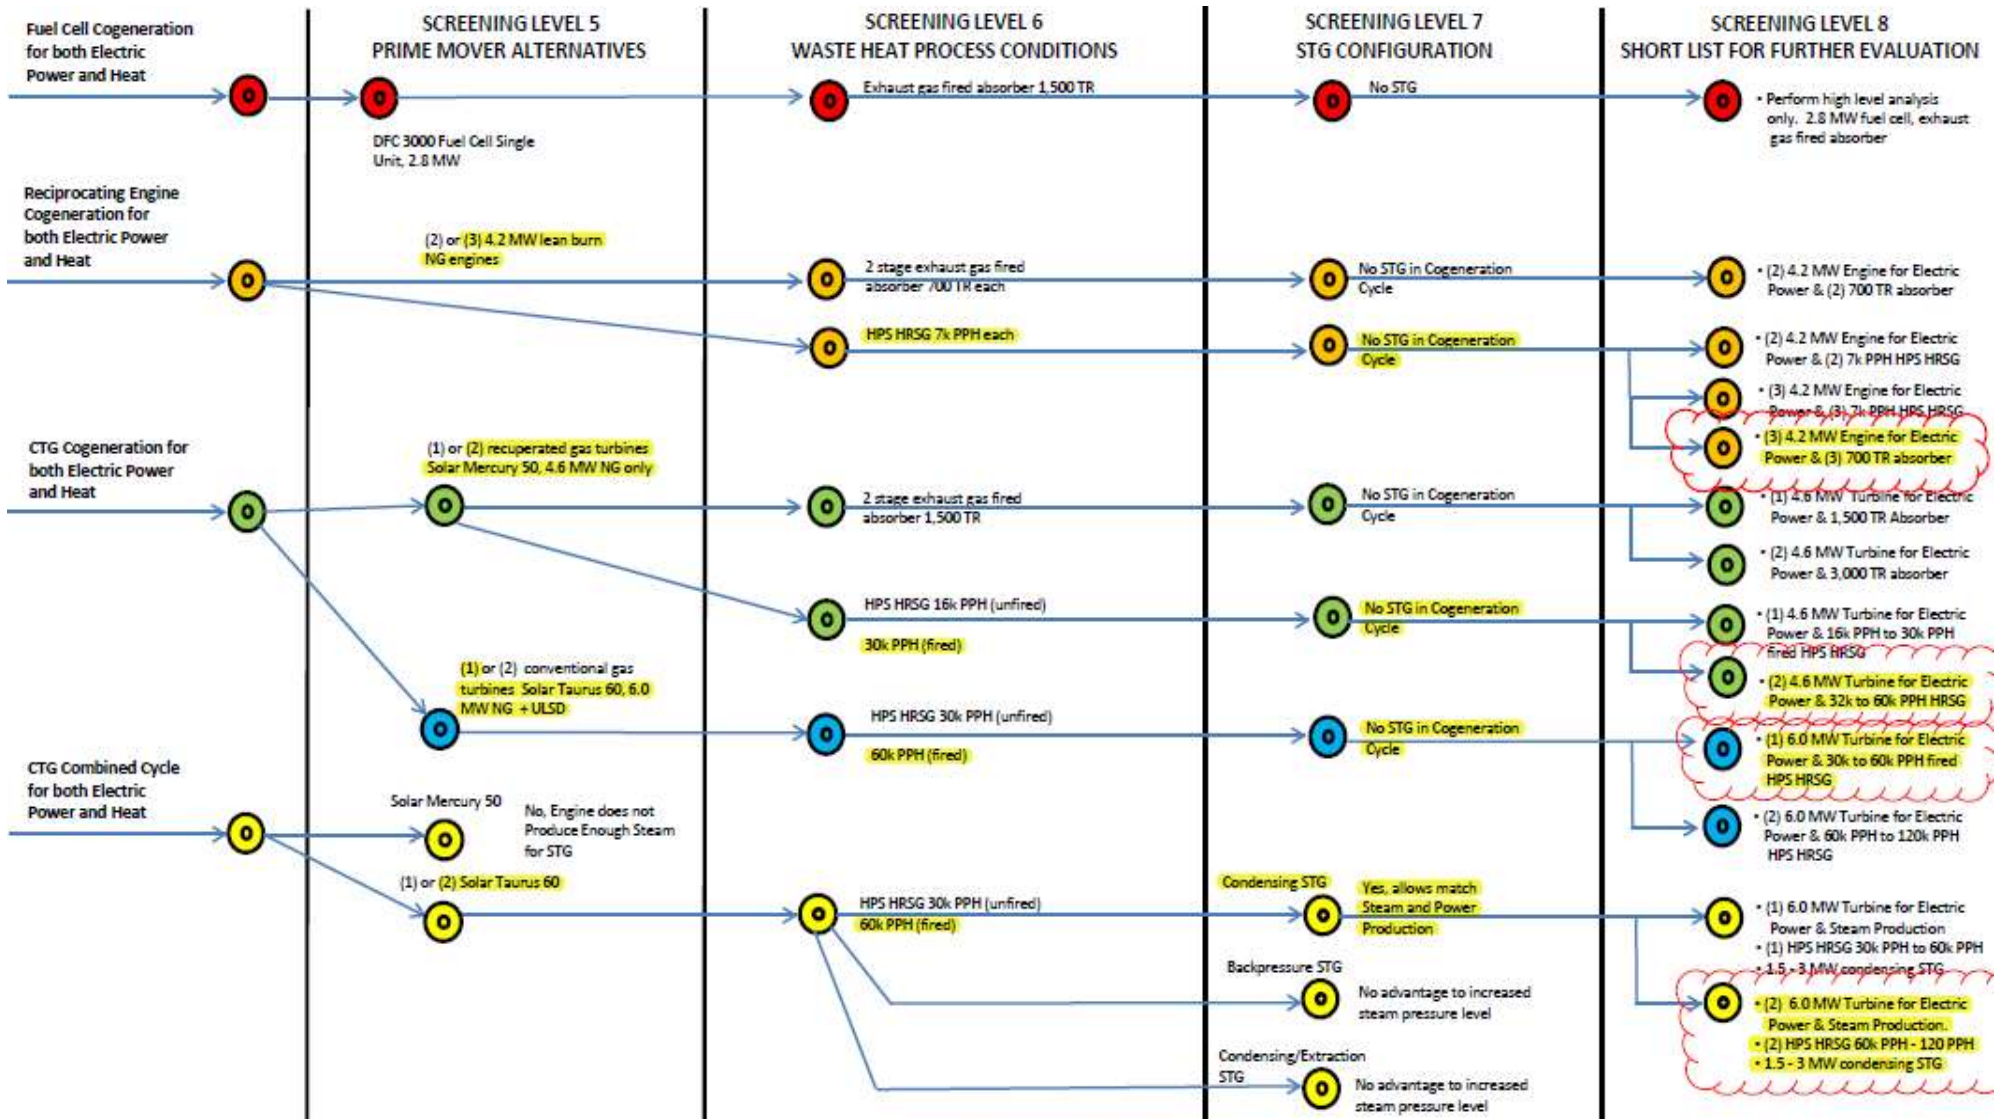 SCREENING LEVEL 5
PRIME MOVER ALTERNATIVES
SCREENING LEVEL 6
WASTE HEAT PROCESS CONDITIONS
SCREENING LEVEL 7
STG CONFIGURATION
SCREENING LEVEL 8
SHORT LIST FOR FURTHER EVALUATION
Fuel Cell Cogeneration
for both Electric
Power and Heat
DFC 3000 Fuel Cell Single
Unit, 2.8 MW
Exhaust gas fired absorber 1,500 TR
No STG
• Perform high level analysis
only. 2.8 MW fuel cell, exhaust
gas fired absorber
Reciprocating Engine
Cogeneration for
both Electric Power
and Heat
(2) or (3) 4.2 MW lean burn
NG engines
2 stage exhaust gas fired
absorber 700 TR each
No STG in Cogeneration
Cycle
• (2) 4.2 MW Engine for Electric
Power & (2) 700 TR absorber
HPS HRSG 7k PPH each
No STG in Cogeneration
Cycle
• (2) 4.2 MW Engine for Electric
Power & (2) 7k PPH HPS HRSG
• (3) 4.2 MW Engine for Electric
Power & (3) 7k PPH HPS HRSG
• (3) 4.2 MW Engine for Electric
Power & (3) 700 TR absorber
CTG Cogeneration for
both Electric Power
and Heat
(1) or (2) recuperated gas turbines
Solar Mercury 50, 4.6 MW NG only
2 stage exhaust gas fired
absorber 1,500 TR
No STG in Cogeneration
Cycle
• (1) 4.6 MW Turbine for Electric
Power & 1,500 TR Absorber
• (2) 4.6 MW Turbine for Electric
Power & 3,000 TR absorber
HPS HRSG 16k PPH (unfired)
30k PPH (fired)
No STG in Cogeneration
Cycle
• (1) 4.6 MW Turbine for Electric
Power & 16k PPH to 30k PPH
fired HPS HRSG
• (2) 4.6 MW Turbine for Electric
Power & 32k to 60k PPH HRSG
(1) or (2) conventional gas
turbines Solar Taurus 60, 6.0
MW NG + ULSD
HPS HRSG 30k PPH (unfired)
60k PPH (fired)
No STG in Cogeneration
Cycle
• (1) 6.0 MW Turbine for Electric
Power & 30k to 60k PPH fired
HPS HRSG
• (2) 6.0 MW Turbine for Electric
Power & 60k PPH to 120k PPH
HPS HRSG
CTG Combined Cycle
for both Electric
Power and Heat
Solar Mercury 50
No, Engine does not
Produce Enough Steam
for STG
(1) or (2) Solar Taurus 60
HPS HRSG 30k PPH (unfired)
60k PPH (fired)
Condensing STG
Yes, allows match
Steam and Power
Production
• (1) 6.0 MW Turbine for Electric
Power & Steam Production
• (1) HPS HRSG 30k PPH to 60k PPH
• 1.5 - 3 MW condensing STG
Backpressure STG
No advantage to increased
steam pressure level
• (2) 6.0 MW Turbine for Electric
Power & Steam Production.
• (2) HPS HRSG 60k PPH - 120 PPH
• 1.5 - 3 MW condensing STG
Condensing/Extraction
STG
No advantage to increased
steam pressure level